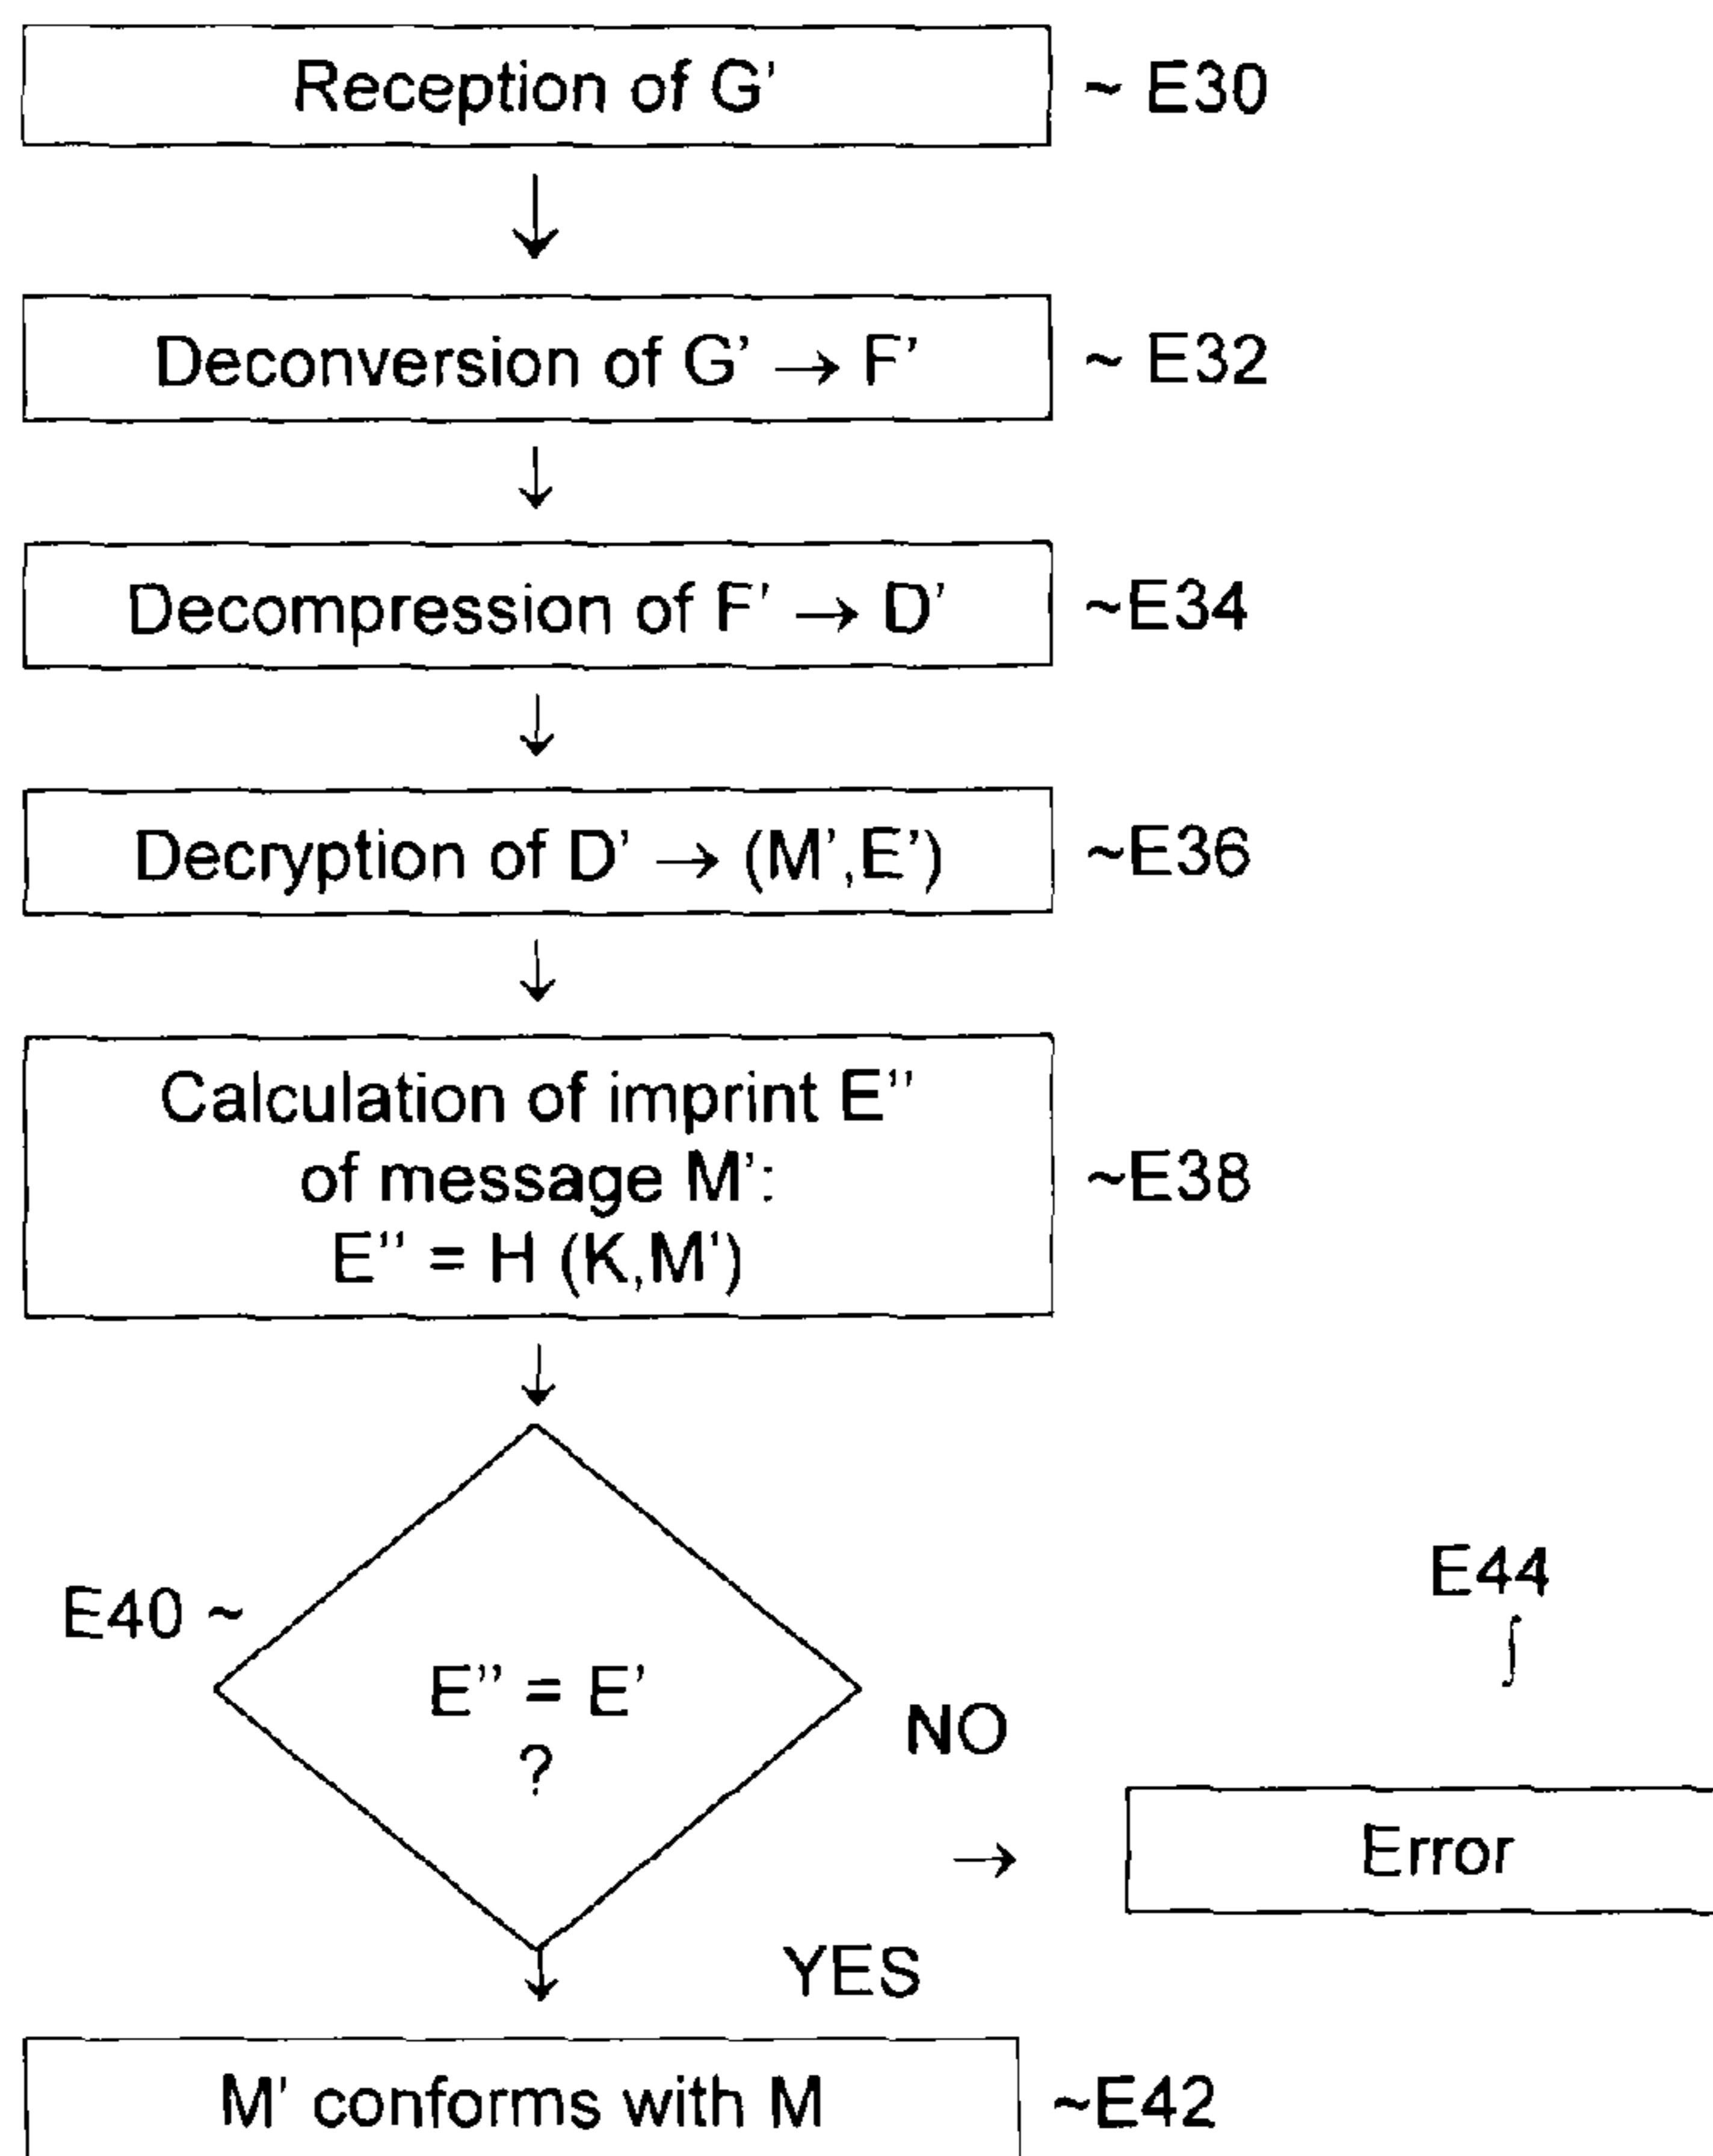 Reception of G' ~ E30
Deconversion of G' → F' ~ E32
Decompression of F' → D' ~E34
Decryption of D' → (M',E') ~E36
Calculation of imprint E''
of message M': ~E38
E'' = H (K,M')
E44
E40 ~
E'' = E'
NO
?
Error
YES
M' conforms with M ~E42